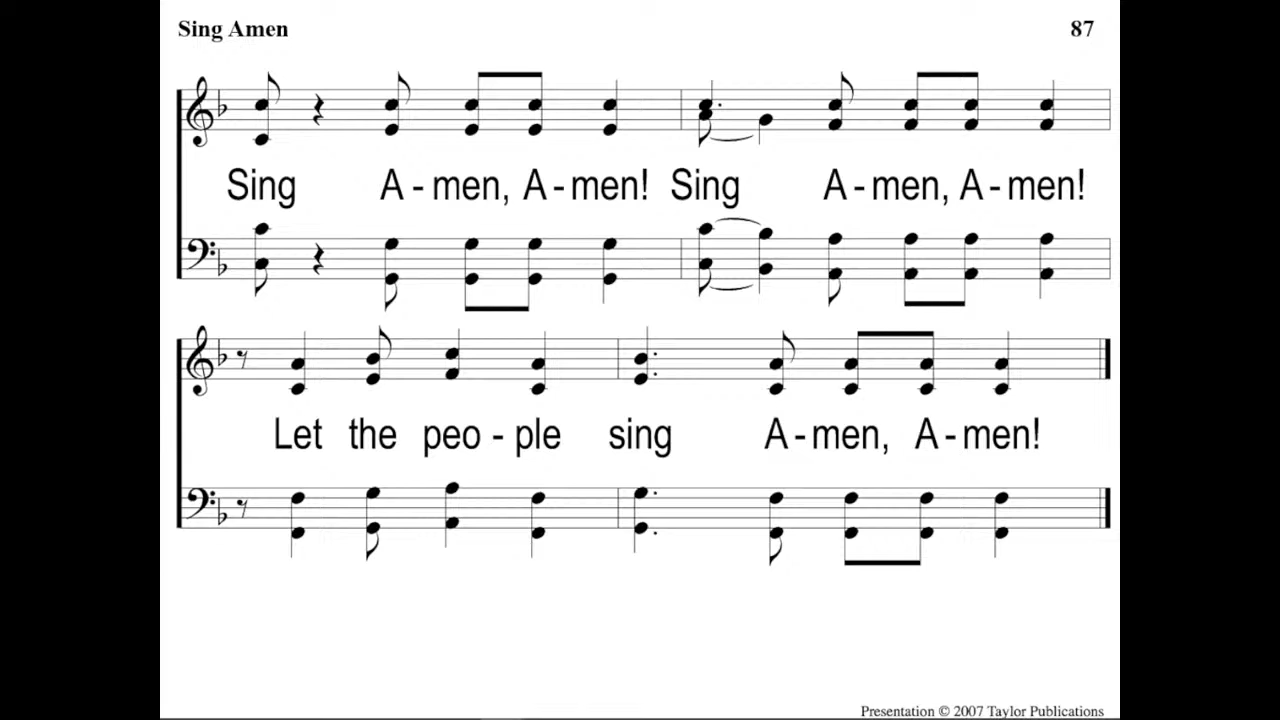 Sing Amen 87
Sing A - men, A - men! Sing A - men, A - men!
Let the peo - ple sing A - men, A - men!
Presentation © 2007 Taylor Publications